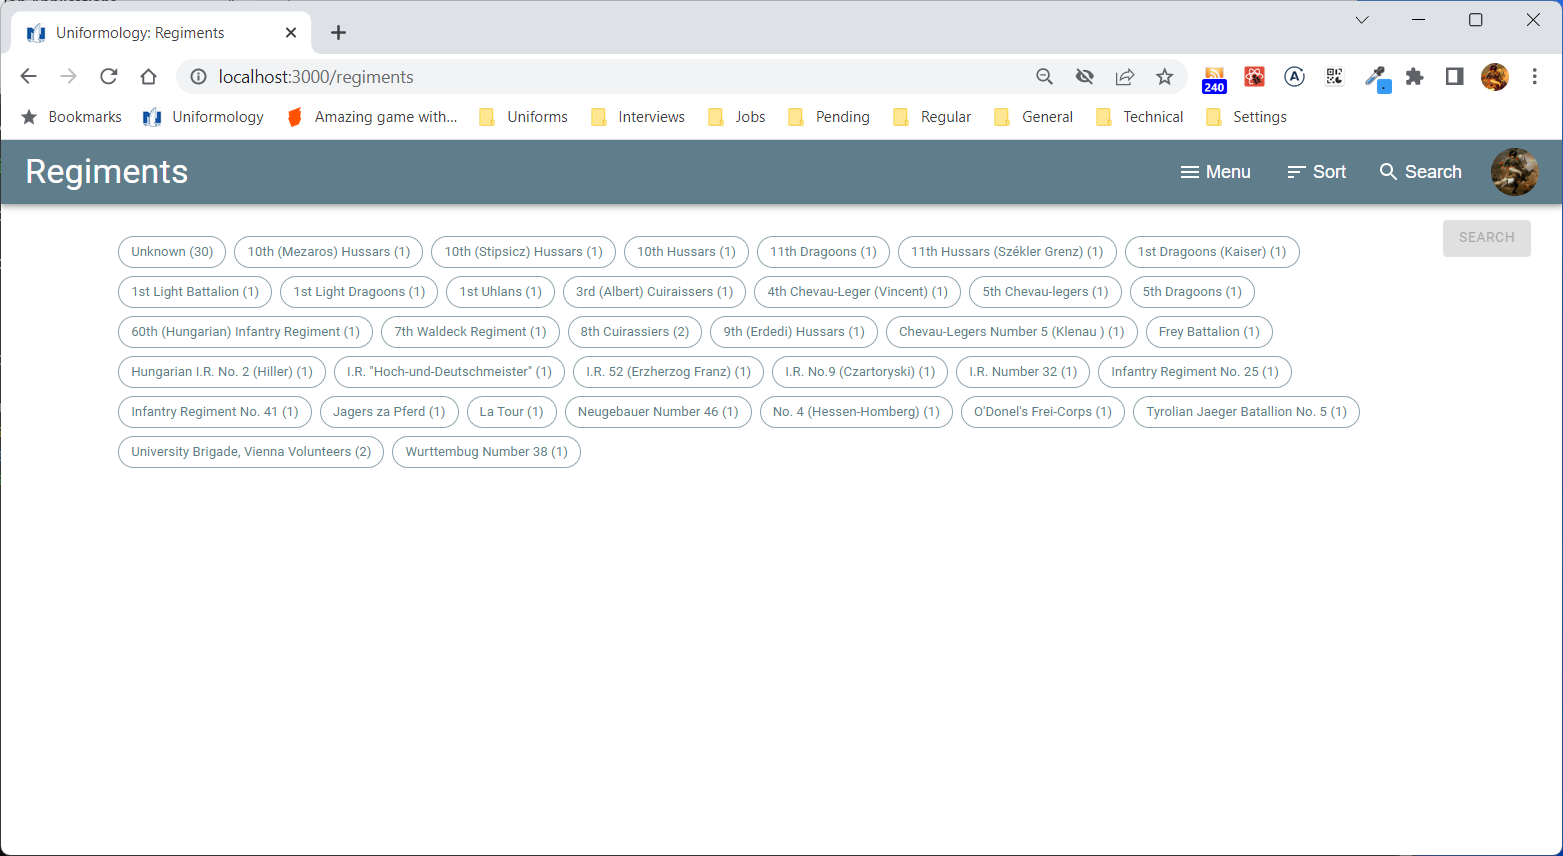 Uniformology: Regiments
localhost:3000/regiments
240
Bookmarks Uniformology Amazing game with... Uniforms Interviews Jobs Pending Regular General Technical Settings
Regiments Menu Sort Search
SEARCH
Unknown (30) 10th (Mezaros) Hussars (1) 10th (Stipsicz) Hussars (1) 10th Hussars (1) 11th Dragoons (1) 11th Hussars (Székler Grenz) (1) 1st Dragoons (Kaiser) (1)
1st Light Battalion (1) 1st Light Dragoons (1) 1st Uhlans (1) 3rd (Albert) Cuiraissers (1) 4th Chevau-Leger (Vincent) (1) 5th Chevau-legers (1) 5th Dragoons (1)
60th (Hungarian) Infantry Regiment (1) 7th Waldeck Regiment (1) 8th Cuirassiers (2) 9th (Erdedi) Hussars (1) Chevau-Legers Number 5 (Klenau ) (1) Frey Battalion (1)
Hungarian I.R. No. 2 (Hiller) (1) I.R. "Hoch-und-Deutschmeister" (1) I.R. 52 (Erzherzog Franz) (1) I.R. No.9 (Czartoryski) (1) I.R. Number 32 (1) Infantry Regiment No. 25 (1)
Infantry Regiment No. 41 (1) Jagers za Pferd (1) La Tour (1) Neugebauer Number 46 (1) No. 4 (Hessen-Homberg) (1) O'Donel's Frei-Corps (1) Tyrolian Jaeger Batallion No. 5 (1)
University Brigade, Vienna Volunteers (2) Wurttembug Number 38 (1)